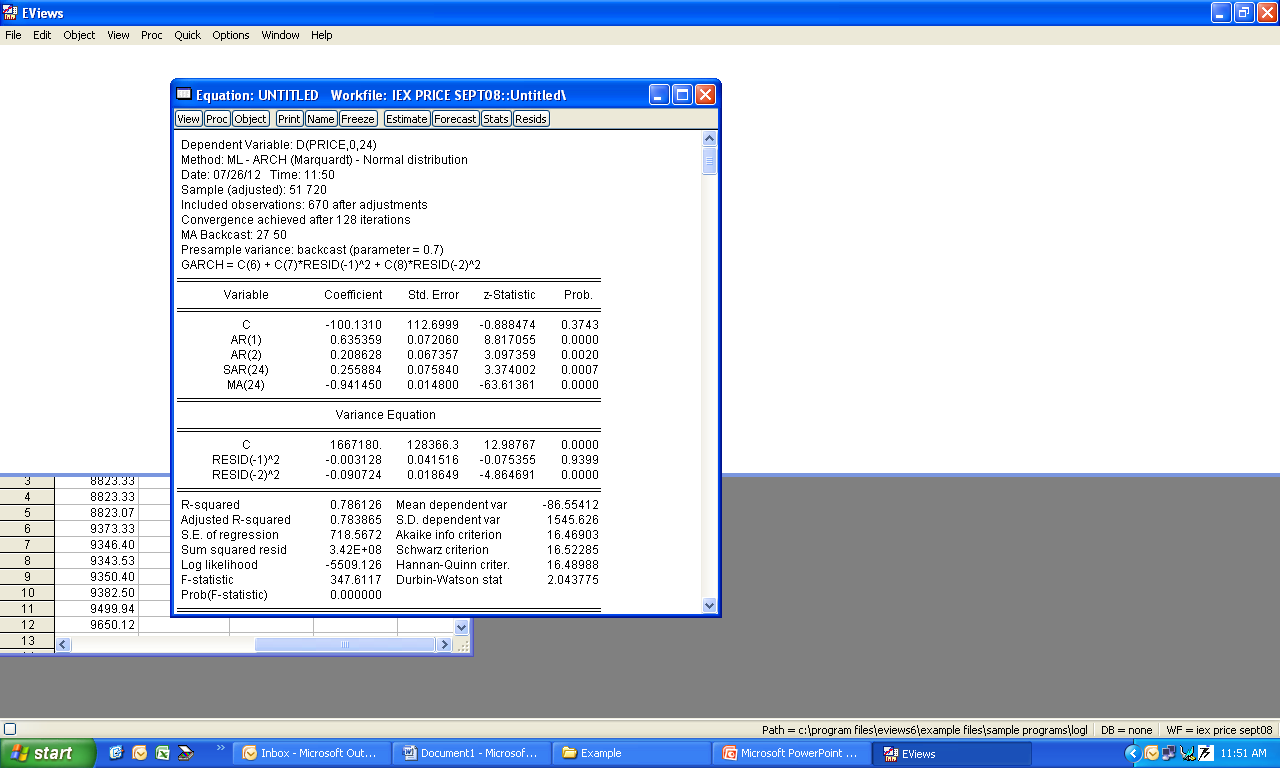 EViews
File Edit Object View Proc Quick Options Window Help
Equation: UNTITLED Workfile: IEX PRICE SEPT08::Untitled\
View Proc Object Print Name Freeze Estimate Forecast Stats Resids
Dependent Variable: D(PRICE,0,24)
Method: ML - ARCH (Marquardt) - Normal distribution
Date: 07/26/12 Time: 11:50
Sample (adjusted): 51 720
Included observations: 670 after adjustments
Convergence achieved after 128 iterations
MA Backcast: 27 50
Presample variance: backcast (parameter = 0.7)
GARCH = C(6) + C(7)*RESID(-1)^2 + C(8)*RESID(-2)^2
Variable Coefficient Std. Error z-Statistic Prob.
C -100.1310 112.6999 -0.888474 0.3743
AR(1) 0.635359 0.072060 8.817055 0.0000
AR(2) 0.208628 0.067357 3.097359 0.0020
SAR(24) 0.255884 0.075840 3.374002 0.0007
MA(24) -0.941450 0.014800 -63.61361 0.0000
Variance Equation
C 1667180. 128366.3 12.98767 0.0000
RESID(-1)^2 -0.003128 0.041516 -0.075355 0.9399
RESID(-2)^2 -0.090724 0.018649 -4.864691 0.0000
R-squared 0.786126 Mean dependent var -86.55412
Adjusted R-squared 0.783865 S.D. dependent var 1545.626
S.E. of regression 718.5672 Akaike info criterion 16.46903
Sum squared resid 3.42E+08 Schwarz criterion 16.52285
Log likelihood -5509.126 Hannan-Quinn criter. 16.48988
F-statistic 347.6117 Durbin-Watson stat 2.043775
Prob(F-statistic) 0.000000
3 8823.33
4 8823.33
5 8823.07
6 9373.33
7 9346.40
8 9343.53
9 9350.40
10 9382.50
11 9499.94
12 9650.12
13
Path = c:\program files\eviews6\example files\sample programs\logl DB = none WF = iex price sept08
start Inbox - Microsoft Out... Document1 - Microsof... Example Microsoft PowerPoint ... EViews 11:51 AM